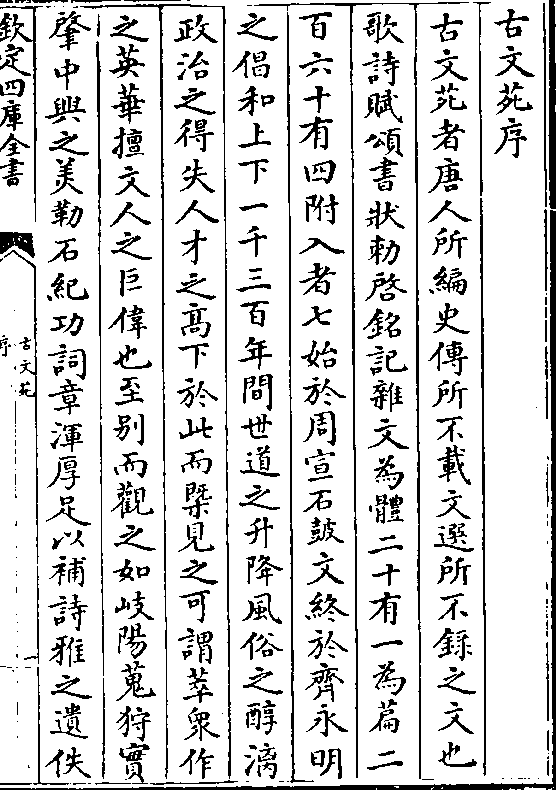 古文苑序
古文苑者唐人所編史傳所不載文選所不錄之文也
歌詩賦頌書狀勅啓銘記雜文為體二十有一為篇二
百六十有四附入者七始於周宣石鼓文終於齊永明
之倡和上下一千三百年間世道之升降風俗之醇漓
政治之得失人才之髙下於此而槩見之可謂萃衆作
之英華擅文人之巨偉也至别而觀之如岐陽蒐狩實
肇中興之美勒石紀功詞章渾厚足以補詩雅之遺佚
欽定四庫全書
古文苑
序
一